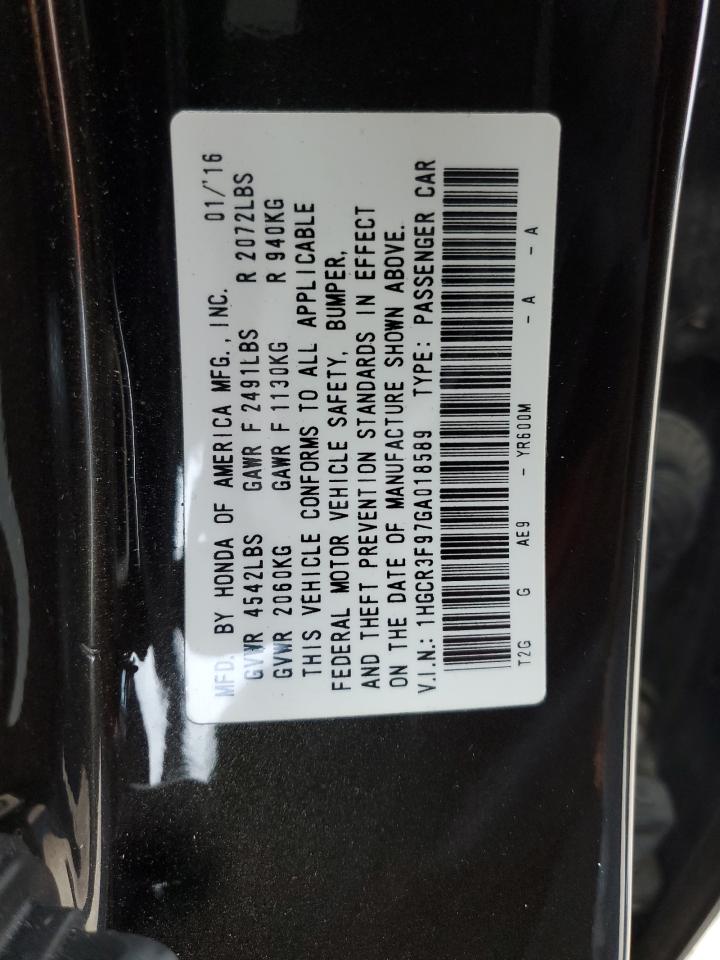 MFD. BY HONDA OF AMERICA MFG., INC. 01/'16
GVWR 4542LBS GAWR F 2491LBS R 2072LBS
GVWR 2060KG GAWR F 1130KG R 940KG
THIS VEHICLE CONFORMS TO ALL APPLICABLE
FEDERAL MOTOR VEHICLE SAFETY, BUMPER,
AND THEFT PREVENTION STANDARDS IN EFFECT
ON THE DATE OF MANUFACTURE SHOWN ABOVE.
V.I.N.: 1HGCR3F97GA018589 TYPE: PASSENGER CAR
T2G G AE9 - YR600M - A - A